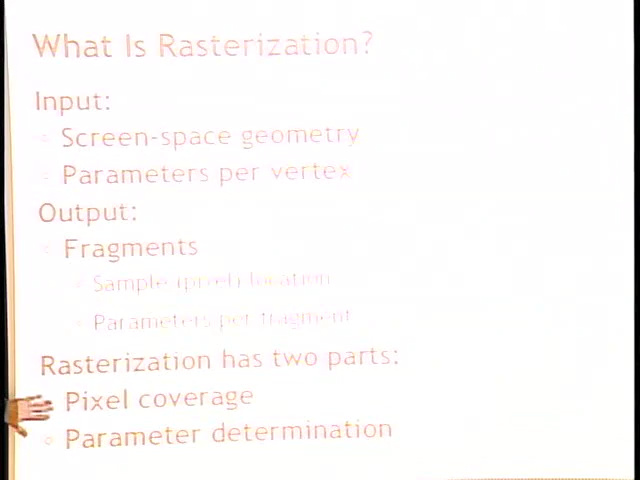 What Is Rasterization?
Input:
Screen-space geometry
Parameters per vertex
Output:
Fragments
Sample (pixel) location
Parameters per fragment
Rasterization has two parts:
Pixel coverage
Parameter determination